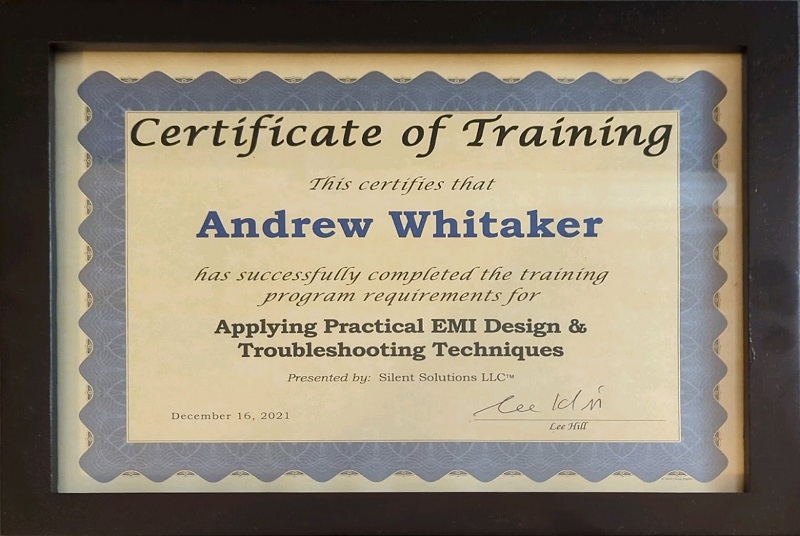 Certificate of Training
This certifies that
Andrew Whitaker
has successfully completed the training
program requirements for
Applying Practical EMI Design &
Troubleshooting Techniques
Presented by: Silent Solutions LLC™
December 16, 2021
Lee Hill
Lee Hill